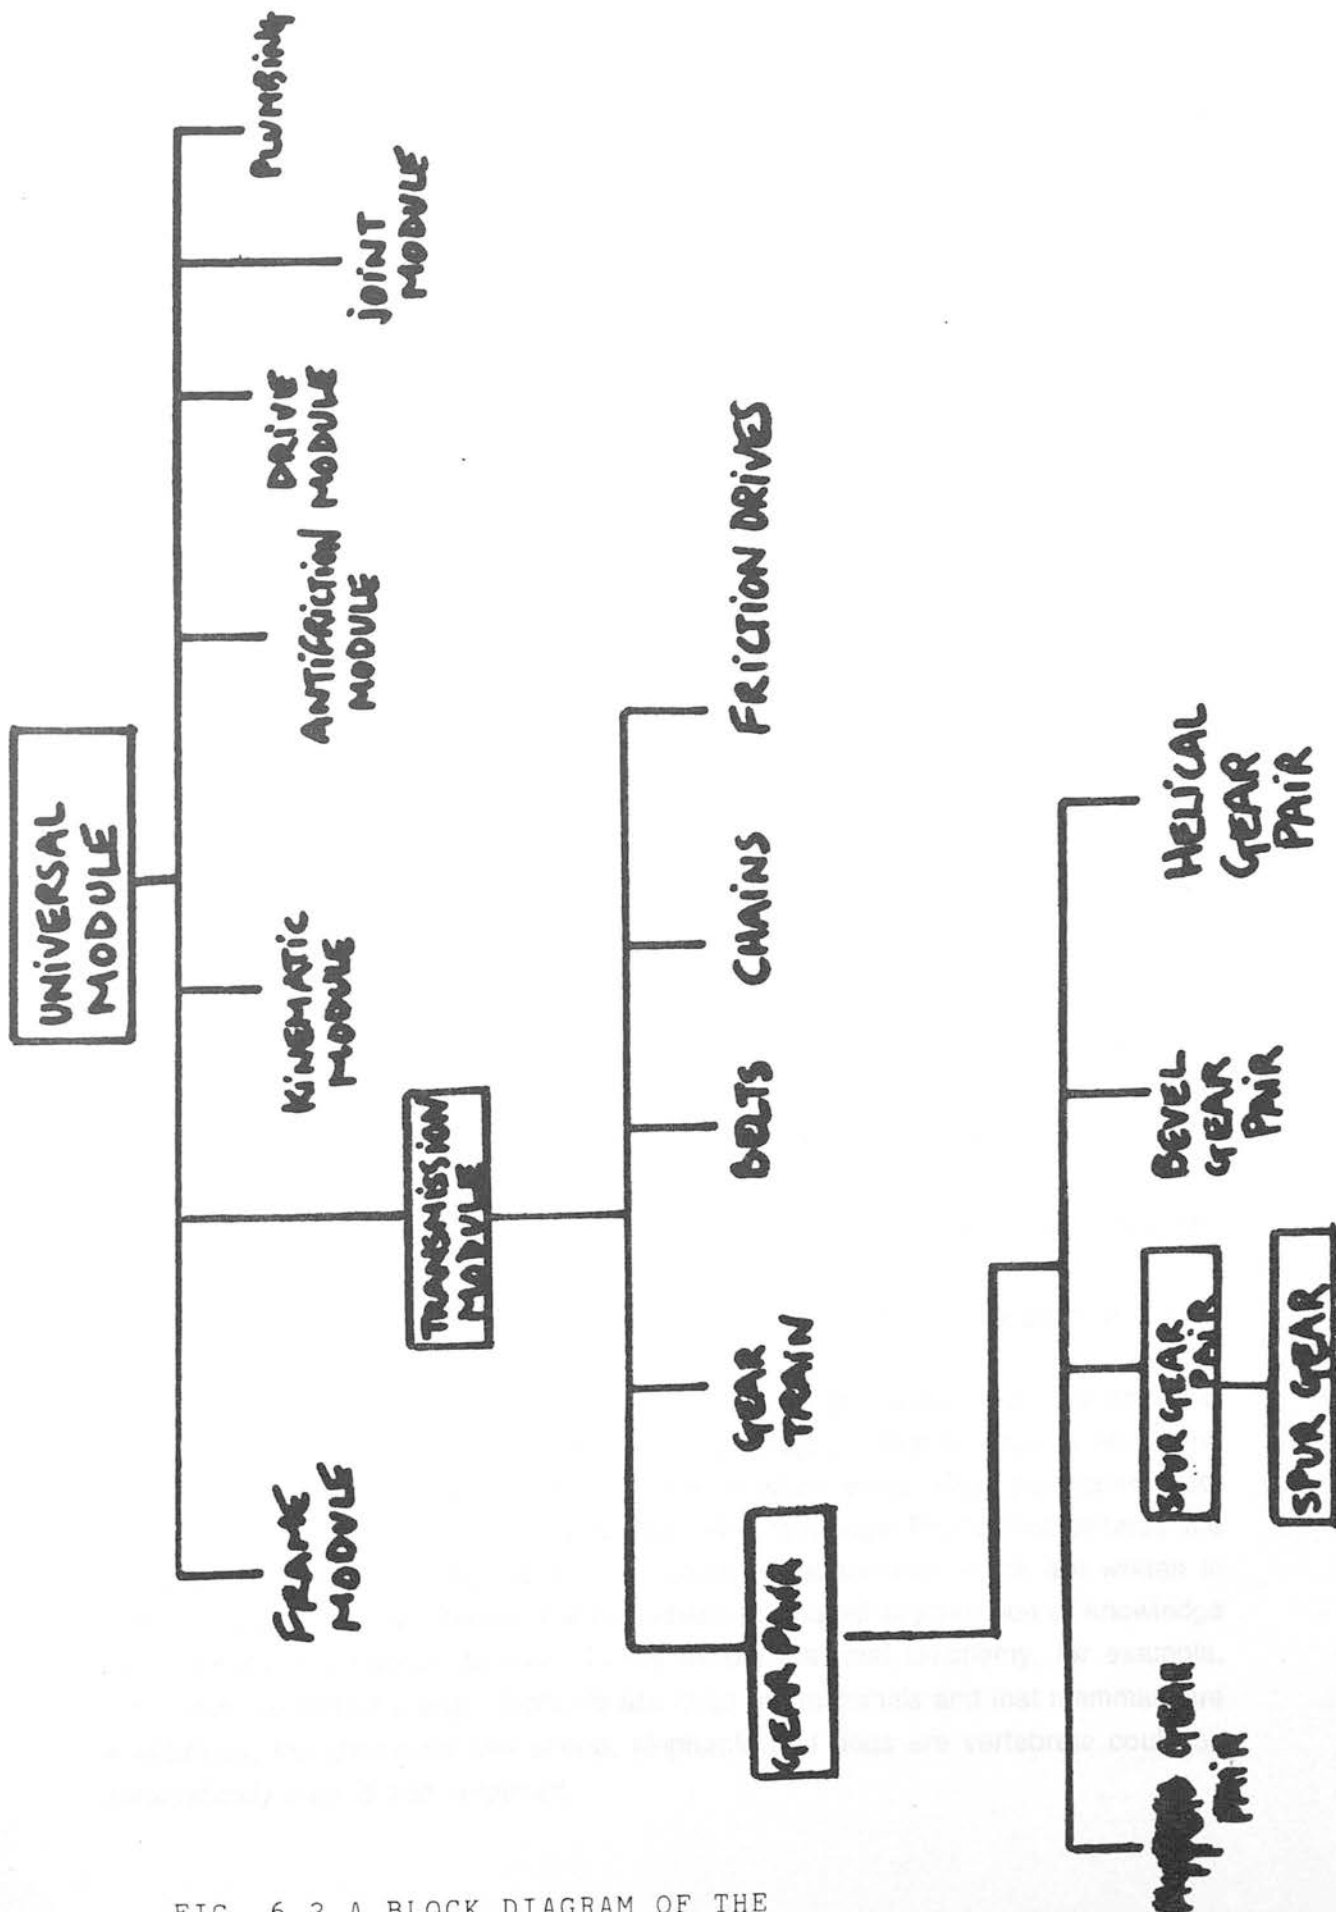 UNIVERSAL
MODULE
FRAME
MODULE
TRANSMISSION
MODULE
KINEMATIC
MODULE
ANTIFRICTION
MODULE
DRIVE
MODULE
JOINT
MODULE
PLUMBING
GEAR PAIR
GEAR
TRAIN
BELTS
CHAINS
FRICTION DRIVES
GEAR
PAIR
SPUR GEAR
PAIR
SPUR GEAR
BEVEL
GEAR
PAIR
HELICAL
GEAR
PAIR
FIG. 6.2 A BLOCK DIAGRAM OF THE